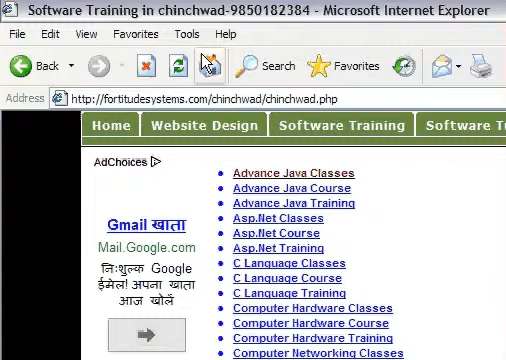 Software Training in chinchwad-9850182384 - Microsoft Internet Explorer
File Edit View Favorites Tools Help
Back Search Favorites
Address http://fortitudesystems.com/chinchwad/chinchwad.php
Home Website Design Software Training Software T
AdChoices
Gmail खाता
Mail.Google.com
निःशुल्क Google
ईमेल! अपना खाता
आज खोलें
Advance Java Classes
Advance Java Course
Advance Java Training
Asp.Net Classes
Asp.Net Course
Asp.Net Training
C Language Classes
C Language Course
C Language Training
Computer Hardware Classes
Computer Hardware Course
Computer Hardware Training
Computer Networking Classes